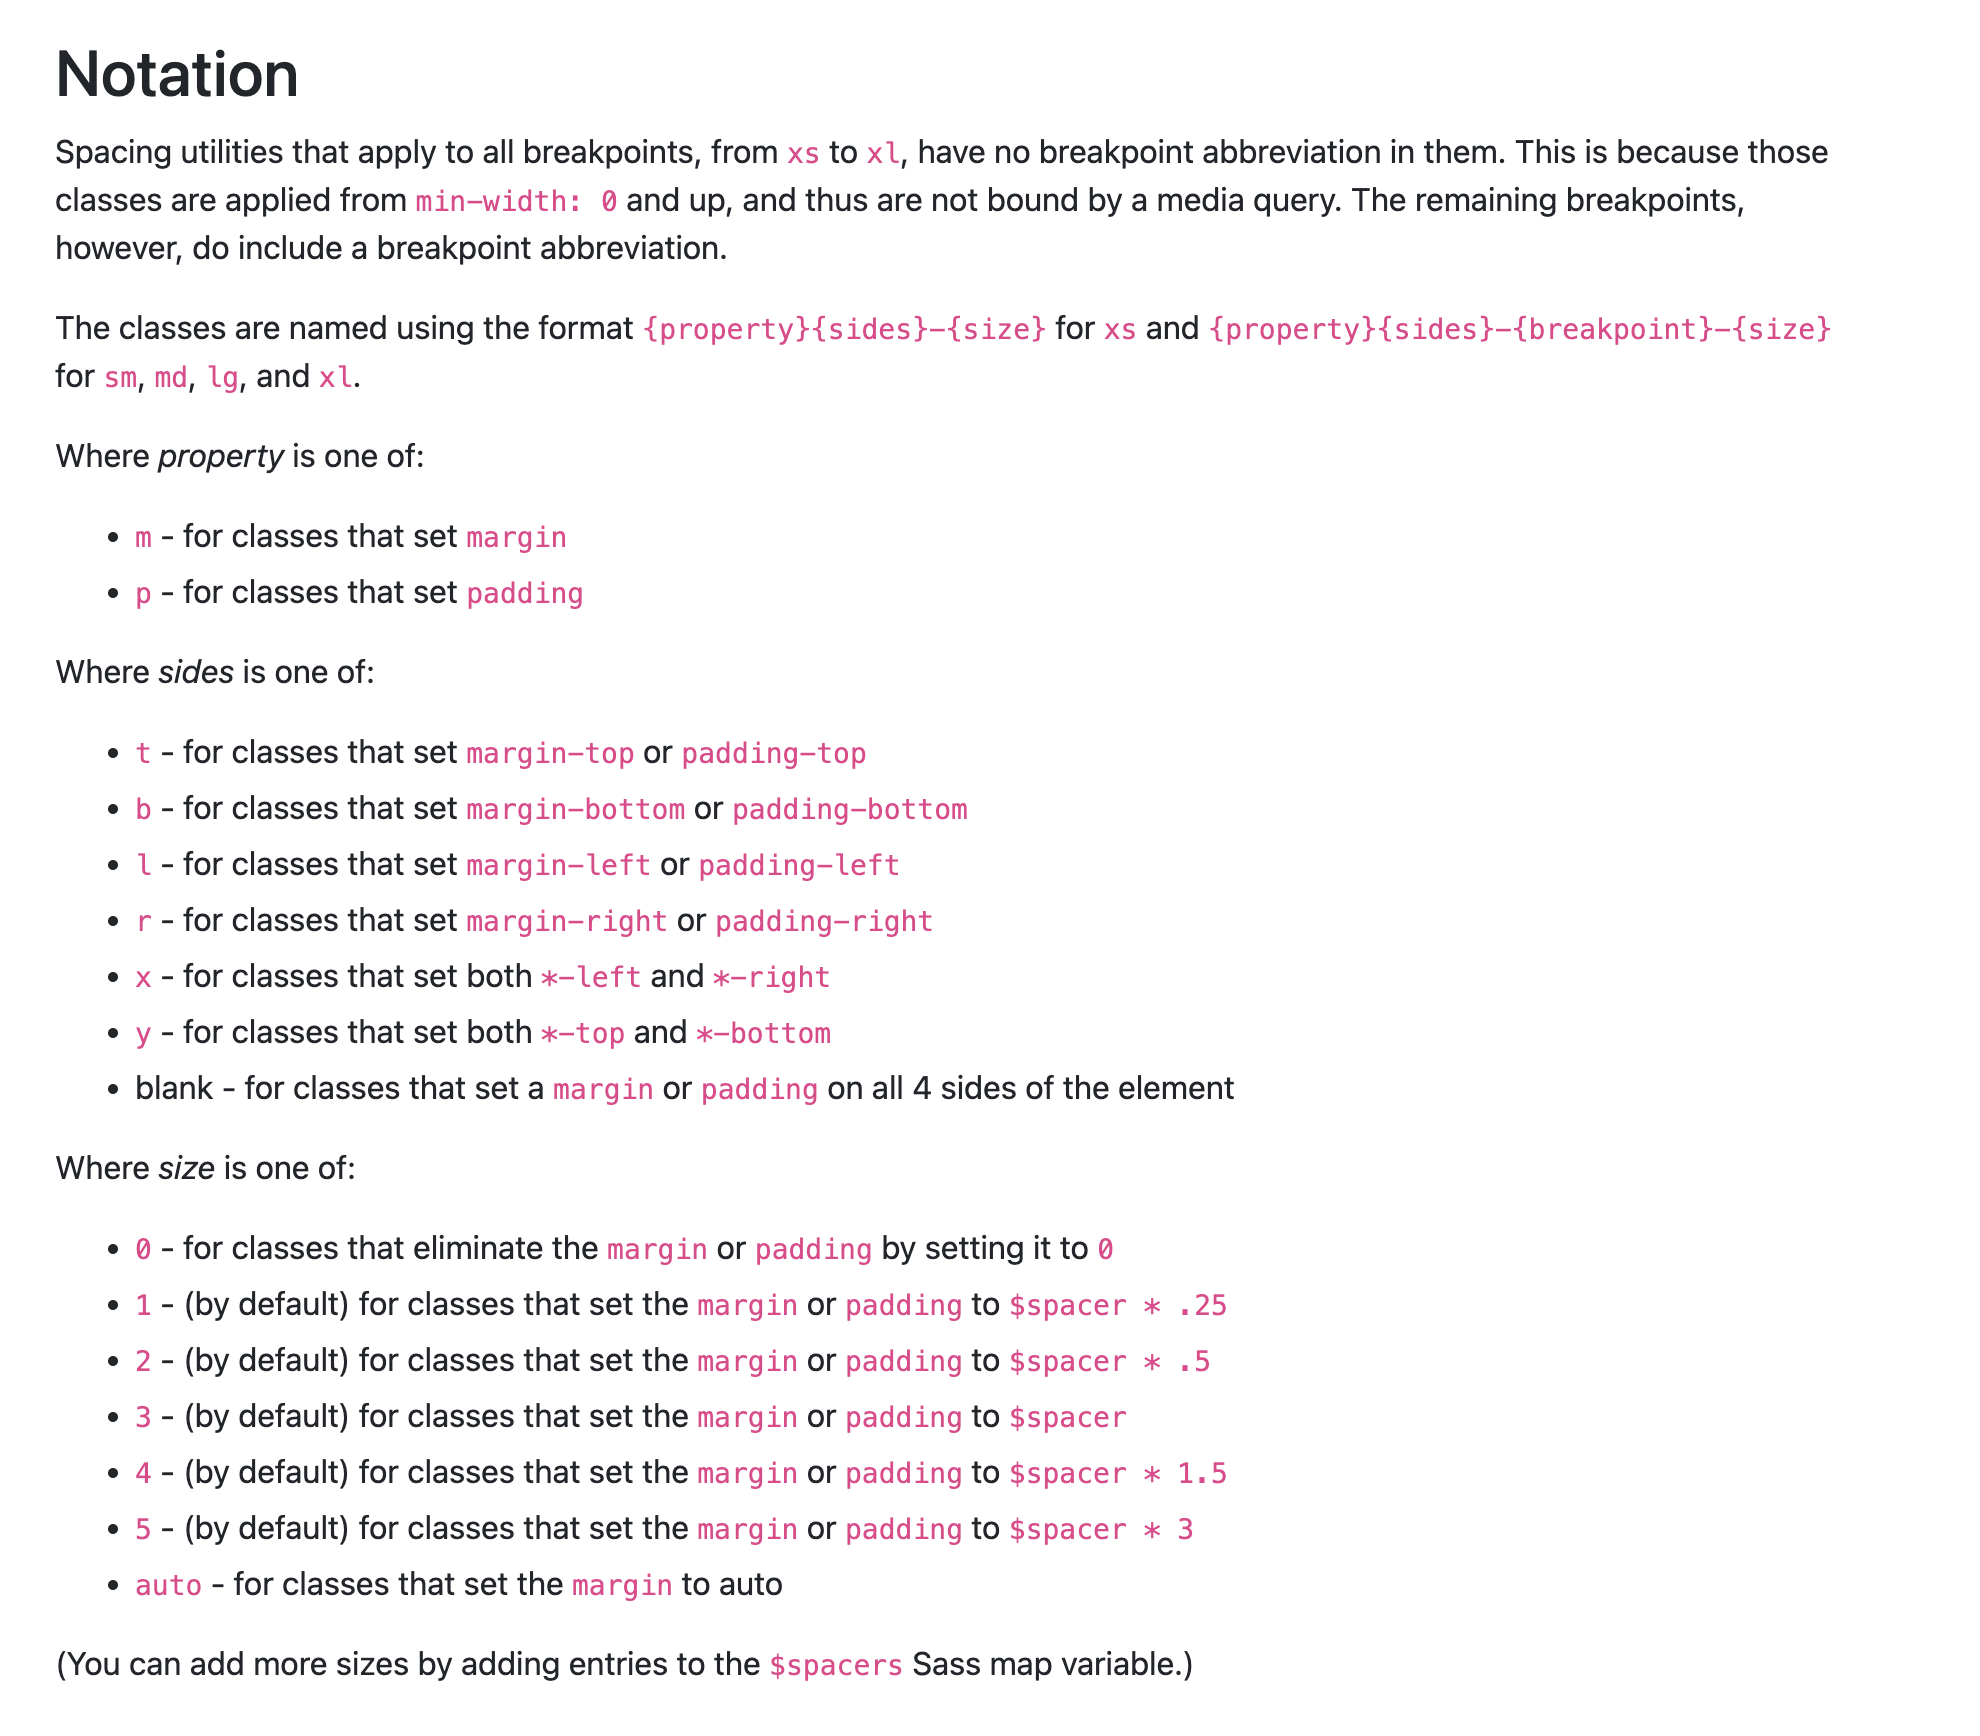 Notation
Spacing utilities that apply to all breakpoints, from xs to xl, have no breakpoint abbreviation in them. This is because those
classes are applied from min-width: 0 and up, and thus are not bound by a media query. The remaining breakpoints,
however, do include a breakpoint abbreviation.
The classes are named using the format {property}{sides}-{size} for xs and {property}{sides}-{breakpoint}-{size}
for sm, md, lg, and xl.
Where property is one of:
• m - for classes that set margin
• p - for classes that set padding
Where sides is one of:
• t - for classes that set margin-top or padding-top
• b - for classes that set margin-bottom or padding-bottom
• l - for classes that set margin-left or padding-left
• r - for classes that set margin-right or padding-right
• x - for classes that set both *-left and *-right
• y - for classes that set both *-top and *-bottom
• blank - for classes that set a margin or padding on all 4 sides of the element
Where size is one of:
• 0 - for classes that eliminate the margin or padding by setting it to 0
• 1 - (by default) for classes that set the margin or padding to $spacer * .25
• 2 - (by default) for classes that set the margin or padding to $spacer * .5
• 3 - (by default) for classes that set the margin or padding to $spacer
• 4 - (by default) for classes that set the margin or padding to $spacer * 1.5
• 5 - (by default) for classes that set the margin or padding to $spacer * 3
• auto - for classes that set the margin to auto
(You can add more sizes by adding entries to the $spacers Sass map variable.)